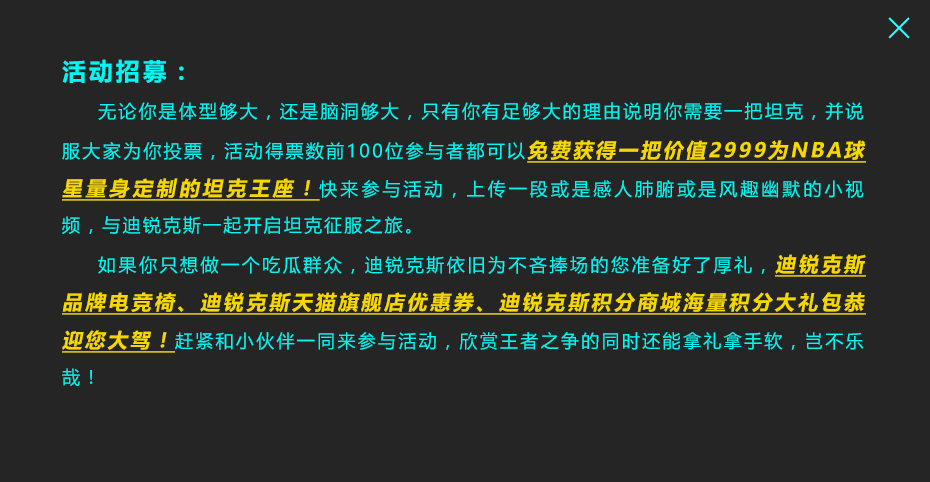 活动招募：
无论你是体型够大，还是脑洞够大，只有你有足够大的理由说明你需要一把坦克，并说
服大家为你投票，活动得票数前100位参与者都可以免费获得一把价值2999为NBA球
星量身定制的坦克王座！快来参与活动，上传一段或是感人肺腑或是风趣幽默的小视
频，与迪锐克斯一起开启坦克征服之旅。
如果你只想做一个吃瓜群众，迪锐克斯依旧为不吝捧场的您准备好了厚礼，迪锐克斯
品牌电竞椅、迪锐克斯天猫旗舰店优惠券、迪锐克斯积分商城海量积分大礼包恭
迎您大驾！赶紧和小伙伴一同来参与活动，欣赏王者之争的同时还能拿礼拿手软，岂不乐
哉！